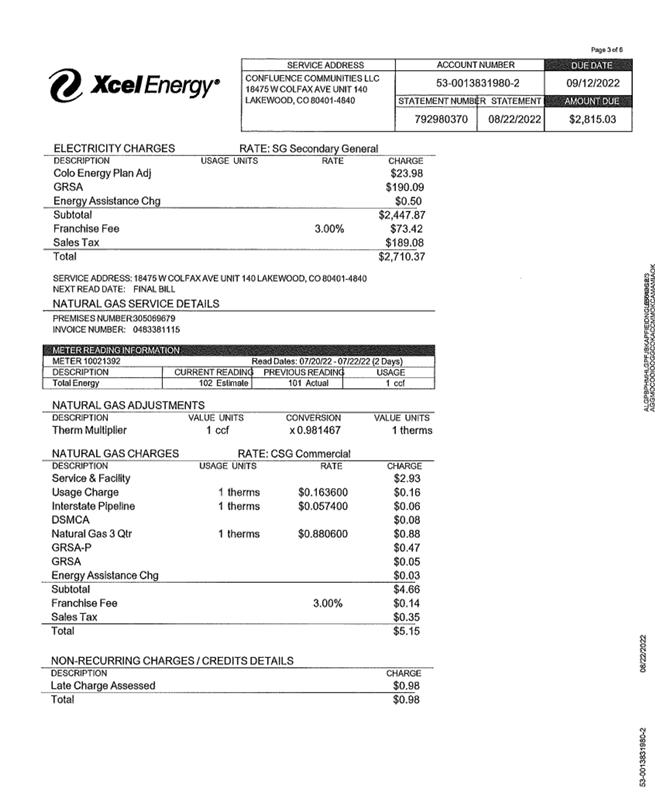 Page 3 of 6
XcelEnergy®
SERVICE ADDRESS
CONFLUENCE COMMUNITIES LLC
18475 W COLFAX AVE UNIT 140
LAKEWOOD, CO 80401-4840
ACCOUNT NUMBER DUE DATE
53-0013831980-2 09/12/2022
STATEMENT NUMBER STATEMENT AMOUNT DUE
792980370 08/22/2022 $2,815.03
ELECTRICITY CHARGES RATE: SG Secondary General
DESCRIPTION USAGE UNITS RATE CHARGE
Colo Energy Plan Adj $23.98
GRSA $190.09
Energy Assistance Chg $0.50
Subtotal $2,447.87
Franchise Fee 3.00% $73.42
Sales Tax $189.08
Total $2,710.37
SERVICE ADDRESS: 18475 W COLFAX AVE UNIT 140 LAKEWOOD, CO 80401-4840
NEXT READ DATE: FINAL BILL
NATURAL GAS SERVICE DETAILS
PREMISES NUMBER:305069679
INVOICE NUMBER: 0483381115
METER READING INFORMATION
METER 10021392 Read Dates: 07/20/22 - 07/22/22 (2 Days)
DESCRIPTION CURRENT READING PREVIOUS READING USAGE
Total Energy 102 Estimate 101 Actual 1 ccf
NATURAL GAS ADJUSTMENTS
DESCRIPTION VALUE UNITS CONVERSION VALUE UNITS
Therm Multiplier 1 ccf x 0.981467 1 therms
NATURAL GAS CHARGES RATE: CSG Commercial
DESCRIPTION USAGE UNITS RATE CHARGE
Service & Facility $2.93
Usage Charge 1 therms $0.163600 $0.16
Interstate Pipeline 1 therms $0.057400 $0.06
DSMCA $0.08
Natural Gas 3 Qtr 1 therms $0.880600 $0.88
GRSA-P $0.47
GRSA $0.05
Energy Assistance Chg $0.03
Subtotal $4.66
Franchise Fee 3.00% $0.14
Sales Tax $0.35
Total $5.15
NON-RECURRING CHARGES / CREDITS DETAILS
DESCRIPTION CHARGE
Late Charge Assessed $0.98
Total $0.98
08/22/2022
53-0013831980-2